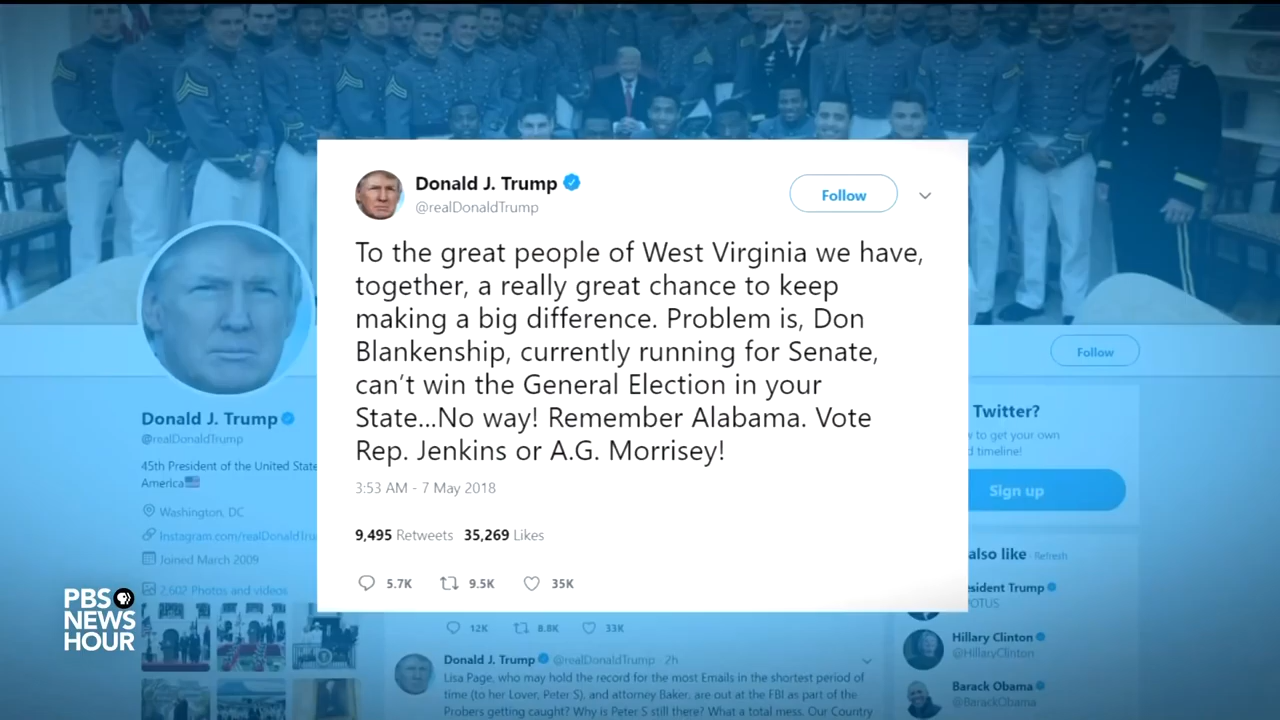 Donald J. Trump
@realDonaldTrump
Follow
To the great people of West Virginia we have,
together, a really great chance to keep
making a big difference. Problem is, Don
Blankenship, currently running for Senate,
can't win the General Election in your
State...No way! Remember Alabama. Vote
Rep. Jenkins or A.G. Morrisey!
3:53 AM - 7 May 2018
9,495 Retweets 35,269 Likes
5.7K 9.5K 35K
Follow
Donald J. Trump
@realDonaldTrump
45th President of the United State
America
Washington, DC
Instagram.com/realDonaldTru
Joined March 2009
2,602 Photos and videos
PBS
NEWS
HOUR
Twitter?
to get your own
timeline!
Sign up
also like · Refresh
sident Trump
OTUS
Hillary Clinton
@HillaryClinton
Barack Obama
@BarackObama
12K 8.8K 33K
Donald J. Trump @realDonaldTrump · 2h
Lisa Page, who may hold the record for the most Emails in the shortest period of
time (to her Lover, Peter S), and attorney Baker, are out at the FBI as part of the
Probers getting caught? Why is Peter S still there? What a total mess. Our Country